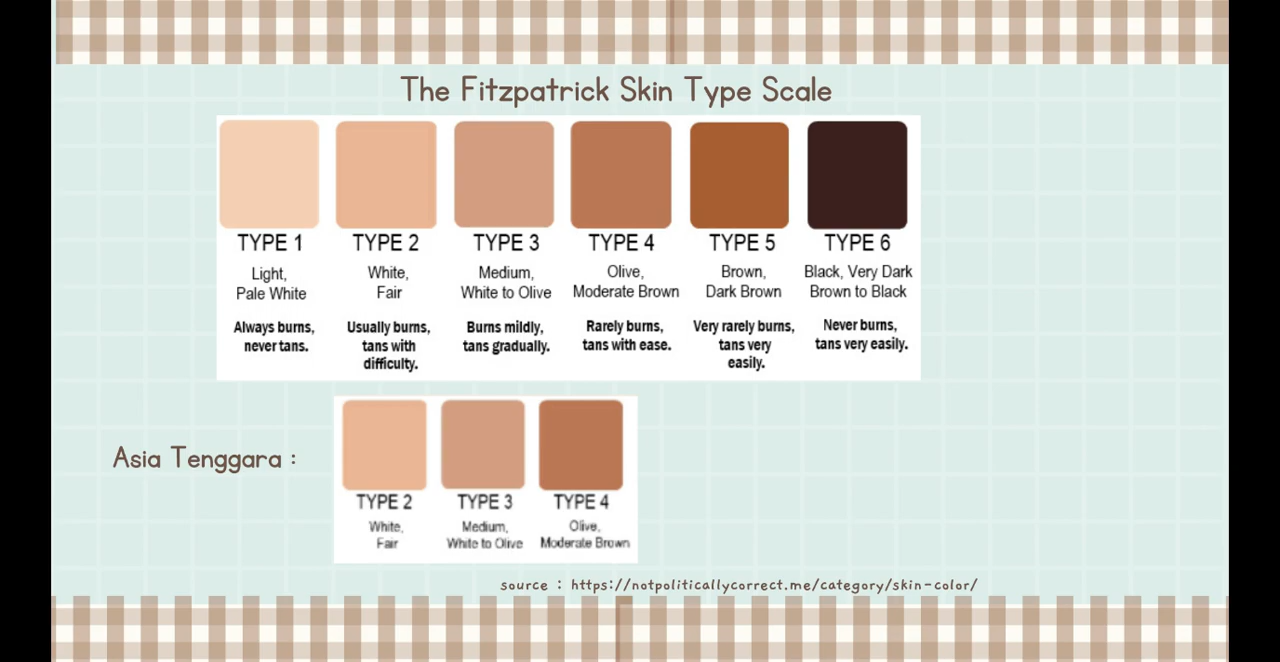 The Fitzpatrick Skin Type Scale
TYPE 1
Light,
Pale White
Always burns,
never tans.
TYPE 2
White,
Fair
Usually burns,
tans with
difficulty.
TYPE 3
Medium,
White to Olive
Burns mildly,
tans gradually.
TYPE 4
Olive,
Moderate Brown
Rarely burns,
tans with ease.
TYPE 5
Brown,
Dark Brown
Very rarely burns,
tans very
easily.
TYPE 6
Black, Very Dark
Brown to Black
Never burns,
tans very easily.
Asia Tenggara :
TYPE 2
White,
Fair
TYPE 3
Medium,
White to Olive
TYPE 4
Olive,
Moderate Brown
source : https://notpoliticallycorrect.me/category/skin-color/